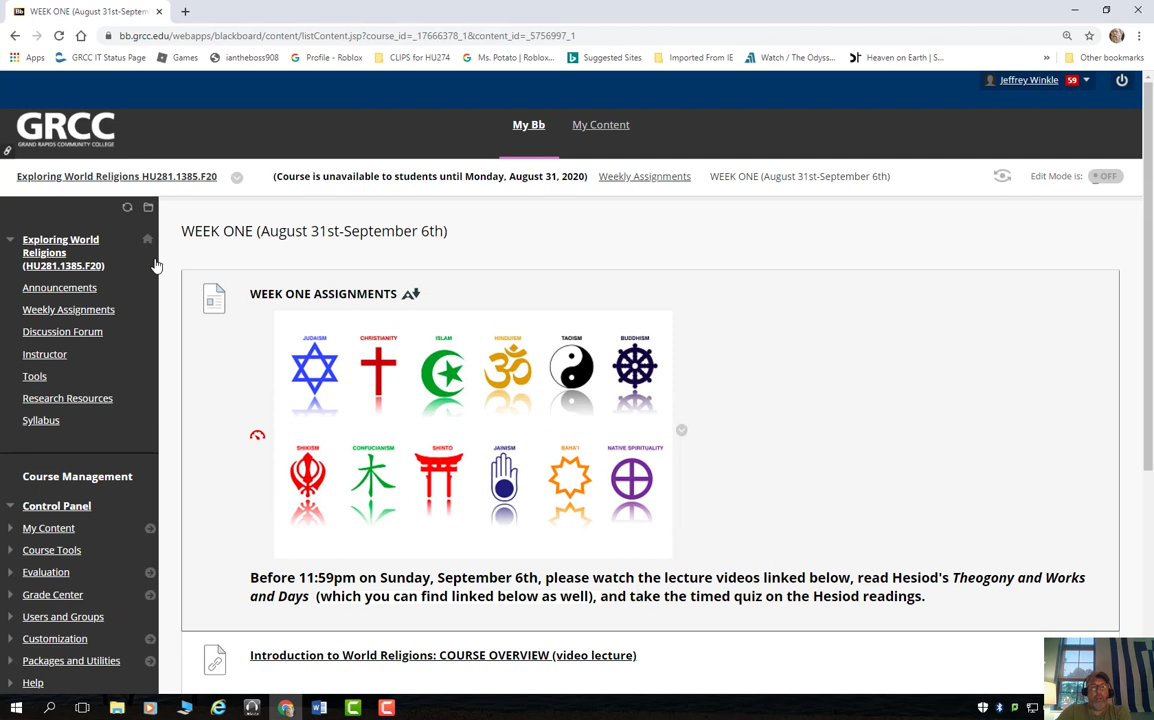 WEEK ONE (August 31st-Septem
bb.grcc.edu/webapps/blackboard/content/listContent.jsp?course_id=_17666378_1&content_id=_5756997_1
Apps GRCC IT Status Page Games iantheboss908 Profile - Roblox CLIPS for HU274 Ms. Potato | Roblox... Suggested Sites Imported From IE Watch / The Odyss... Heaven on Earth | S... » Other bookmarks
Jeffrey Winkle 59
GRCC
GRAND RAPIDS COMMUNITY COLLEGE
My Bb My Content
Exploring World Religions HU281.1385.F20 (Course is unavailable to students until Monday, August 31, 2020) Weekly Assignments WEEK ONE (August 31st-September 6th) Edit Mode is: OFF
Exploring World
Religions
(HU281.1385.F20)
Announcements
Weekly Assignments
Discussion Forum
Instructor
Tools
Research Resources
Syllabus
Course Management
Control Panel
My Content
Course Tools
Evaluation
Grade Center
Users and Groups
Customization
Packages and Utilities
Help
WEEK ONE (August 31st-September 6th)
WEEK ONE ASSIGNMENTS
JUDAISM CHRISTIANITY ISLAM HINDUISM TAOISM BUDDHISM
SHIKISM CONFUCIANISM SHINTO JAINISM BAHA'I NATIVE SPIRITUALITY
Before 11:59pm on Sunday, September 6th, please watch the lecture videos linked below, read Hesiod's Theogony and Works
and Days (which you can find linked below as well), and take the timed quiz on the Hesiod readings.
Introduction to World Religions: COURSE OVERVIEW (video lecture)